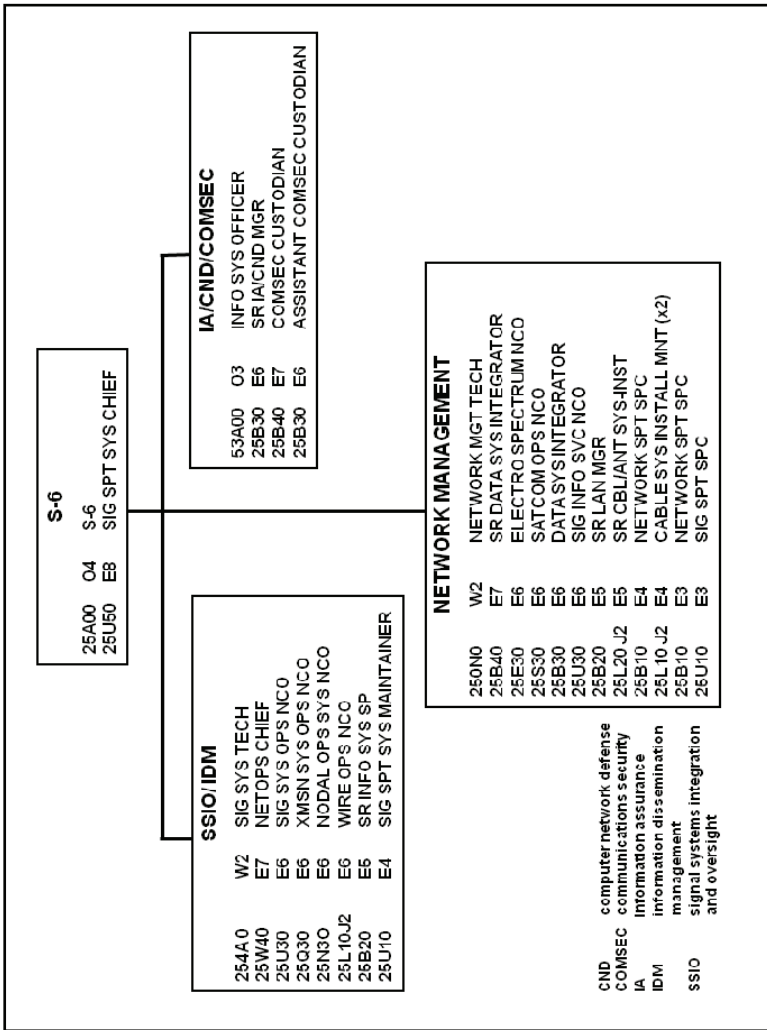 S-6
25A00 O4 S-6
25U50 E8 SIG SPT SYS CHIEF
SSIO/IDM
254A0 W2 SIG SYS TECH
25W40 E7 NETOPS CHIEF
25U30 E6 SIG SYS OPS NCO
25Q30 E6 XMSN SYS OPS NCO
25N3O E6 NODAL OPS SYS NCO
25L10J2 E6 WIRE OPS NCO
25B20 E5 SR INFO SYS SP
25U10 E4 SIG SPT SYS MAINTAINER
IA/CND/COMSEC
53A00 O3 INFO SYS OFFICER
25B30 E6 SR IA/CND MGR
25B40 E7 COMSEC CUSTODIAN
25B30 E6 ASSISTANT COMSEC CUSTODIAN
NETWORK MANAGEMENT
250N0 W2 NETWORK MGT TECH
25B40 E7 SR DATA SYS INTEGRATOR
25E30 E6 ELECTRO SPECTRUM NCO
25S30 E6 SATCOM OPS NCO
25B30 E6 DATA SYS INTEGRATOR
25U30 E6 SIG INFO SVC NCO
25B20 E5 SR LAN MGR
25L20 J2 E5 SR CBL/ANT SYS-INST
25B10 E4 NETWORK SPT SPC
25L10 J2 E4 CABLE SYS INSTALL MNT (x2)
25B10 E3 NETWORK SPT SPC
25U10 E3 SIG SPT SPC
CND computer network defense
COMSEC communications security
IA information assurance
IDM information dissemination
management
SSIO signal systems integration
and oversight